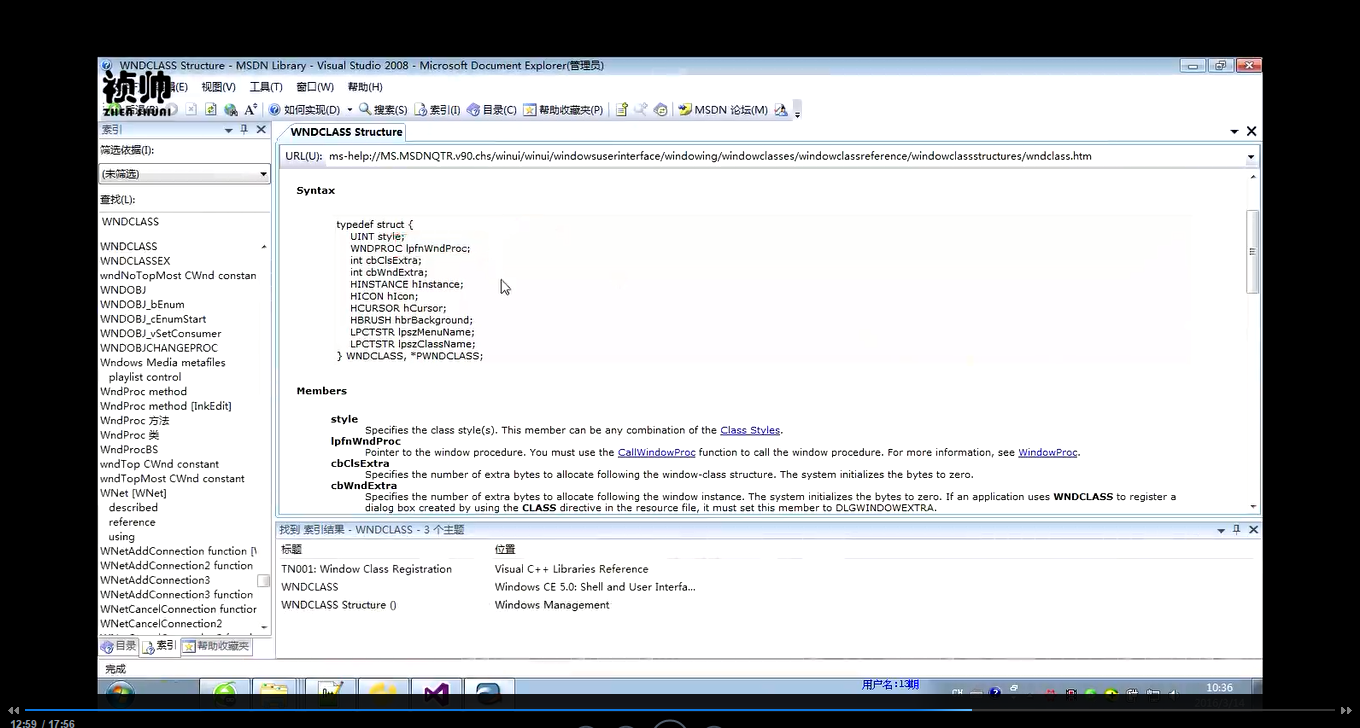 WNDCLASS Structure - MSDN Library - Visual Studio 2008 - Microsoft Document Explorer(管理员)
祯帅
ZHEN SHUAI
(E) 视图(V) 工具(T) 窗口(W) 帮助(H)
如何实现(D) 搜索(S) 索引(I) 目录(C) 帮助收藏夹(P) MSDN 论坛(M)
索引
筛选依据(I):
(未筛选)
查找(L):
WNDCLASS
WNDCLASS
WNDCLASSEX
wndNoTopMost CWnd constan
WNDOBJ
WNDOBJ_bEnum
WNDOBJ_cEnumStart
WNDOBJ_vSetConsumer
WNDOBJCHANGEPROC
Wndows Media metafiles
playlist control
WndProc method
WndProc method [InkEdit]
WndProc 方法
WndProc 类
WndProcBS
wndTop CWnd constant
wndTopMost CWnd constant
WNet [WNet]
described
reference
using
WNetAddConnection function [\
WNetAddConnection2 function
WNetAddConnection3
WNetAddConnection3 function
WNetCancelConnection function
WNetCancelConnection2
目录 索引 帮助收藏夹
WNDCLASS Structure
URL(U): ms-help://MS.MSDNQTR.v90.chs/winui/winui/windowsuserinterface/windowing/windowclasses/windowclassreference/windowclassstructures/wndclass.htm
Syntax
typedef struct {
UINT style;
WNDPROC lpfnWndProc;
int cbClsExtra;
int cbWndExtra;
HINSTANCE hInstance;
HICON hIcon;
HCURSOR hCursor;
HBRUSH hbrBackground;
LPCTSTR lpszMenuName;
LPCTSTR lpszClassName;
} WNDCLASS, *PWNDCLASS;
Members
style
Specifies the class style(s). This member can be any combination of the Class Styles.
lpfnWndProc
Pointer to the window procedure. You must use the CallWindowProc function to call the window procedure. For more information, see WindowProc.
cbClsExtra
Specifies the number of extra bytes to allocate following the window-class structure. The system initializes the bytes to zero.
cbWndExtra
Specifies the number of extra bytes to allocate following the window instance. The system initializes the bytes to zero. If an application uses WNDCLASS to register a
dialog box created by using the CLASS directive in the resource file, it must set this member to DLGWINDOWEXTRA.
找到 索引结果 - WNDCLASS - 3 个主题
标题 位置
TN001: Window Class Registration Visual C++ Libraries Reference
WNDCLASS Windows CE 5.0: Shell and User Interfa...
WNDCLASS Structure () Windows Management
完成
用户名:13期
10:36
12:59 / 17:56